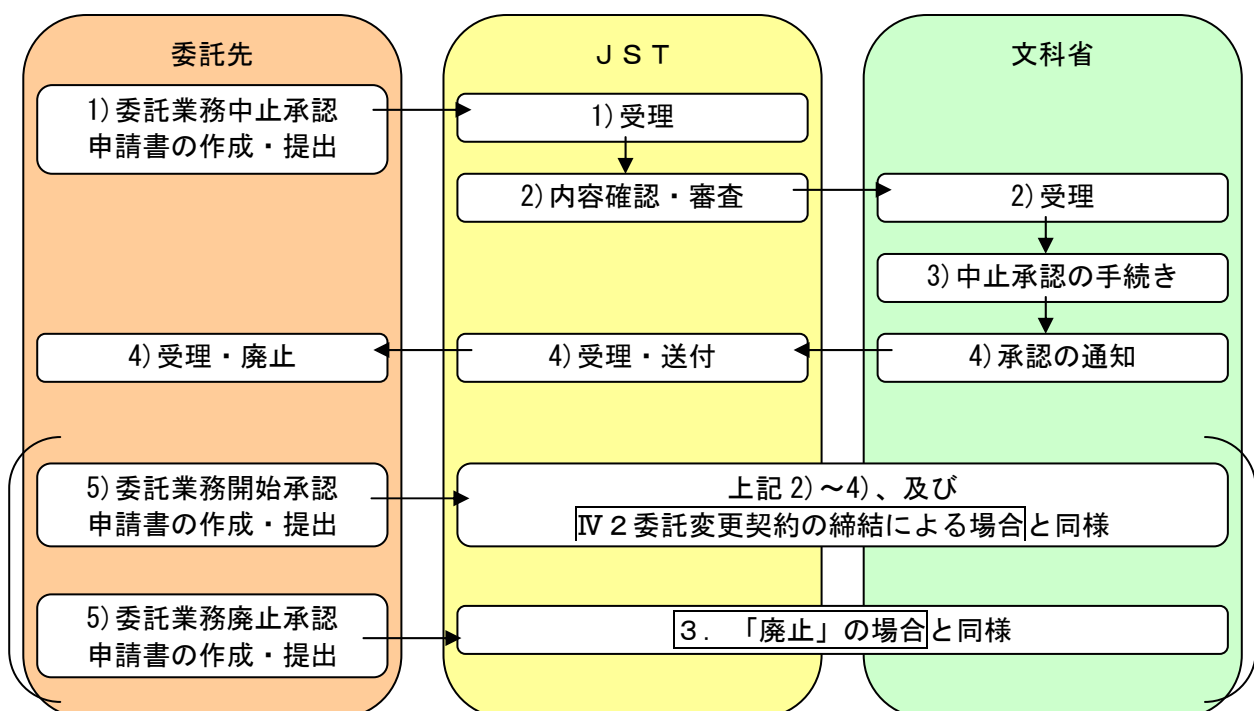 委託先
ＪＳＴ
文科省
1)委託業務中止承認
申請書の作成・提出
1)受理
2)内容確認・審査
2)受理
3)中止承認の手続き
4)受理・廃止
4)受理・送付
4)承認の通知
5)委託業務開始承認
申請書の作成・提出
上記 2)～4)、及び
Ⅳ２委託変更契約の締結による場合と同様
5)委託業務廃止承認
申請書の作成・提出
３．「廃止」の場合と同様